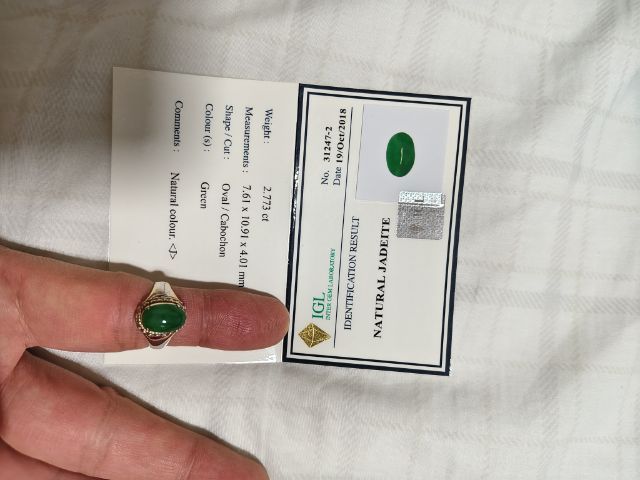 IGL
INTER GEM LABORATORY
No. 31247-2
Date 19/Oct/2018
IDENTIFICATION RESULT
NATURAL JADEITE
Weight : 2.773 ct
Measurements : 7.61 x 10.91 x 4.01 mm
Shape / Cut : Oval / Cabochon
Colour (s) : Green
Comments : Natural colour. <J>